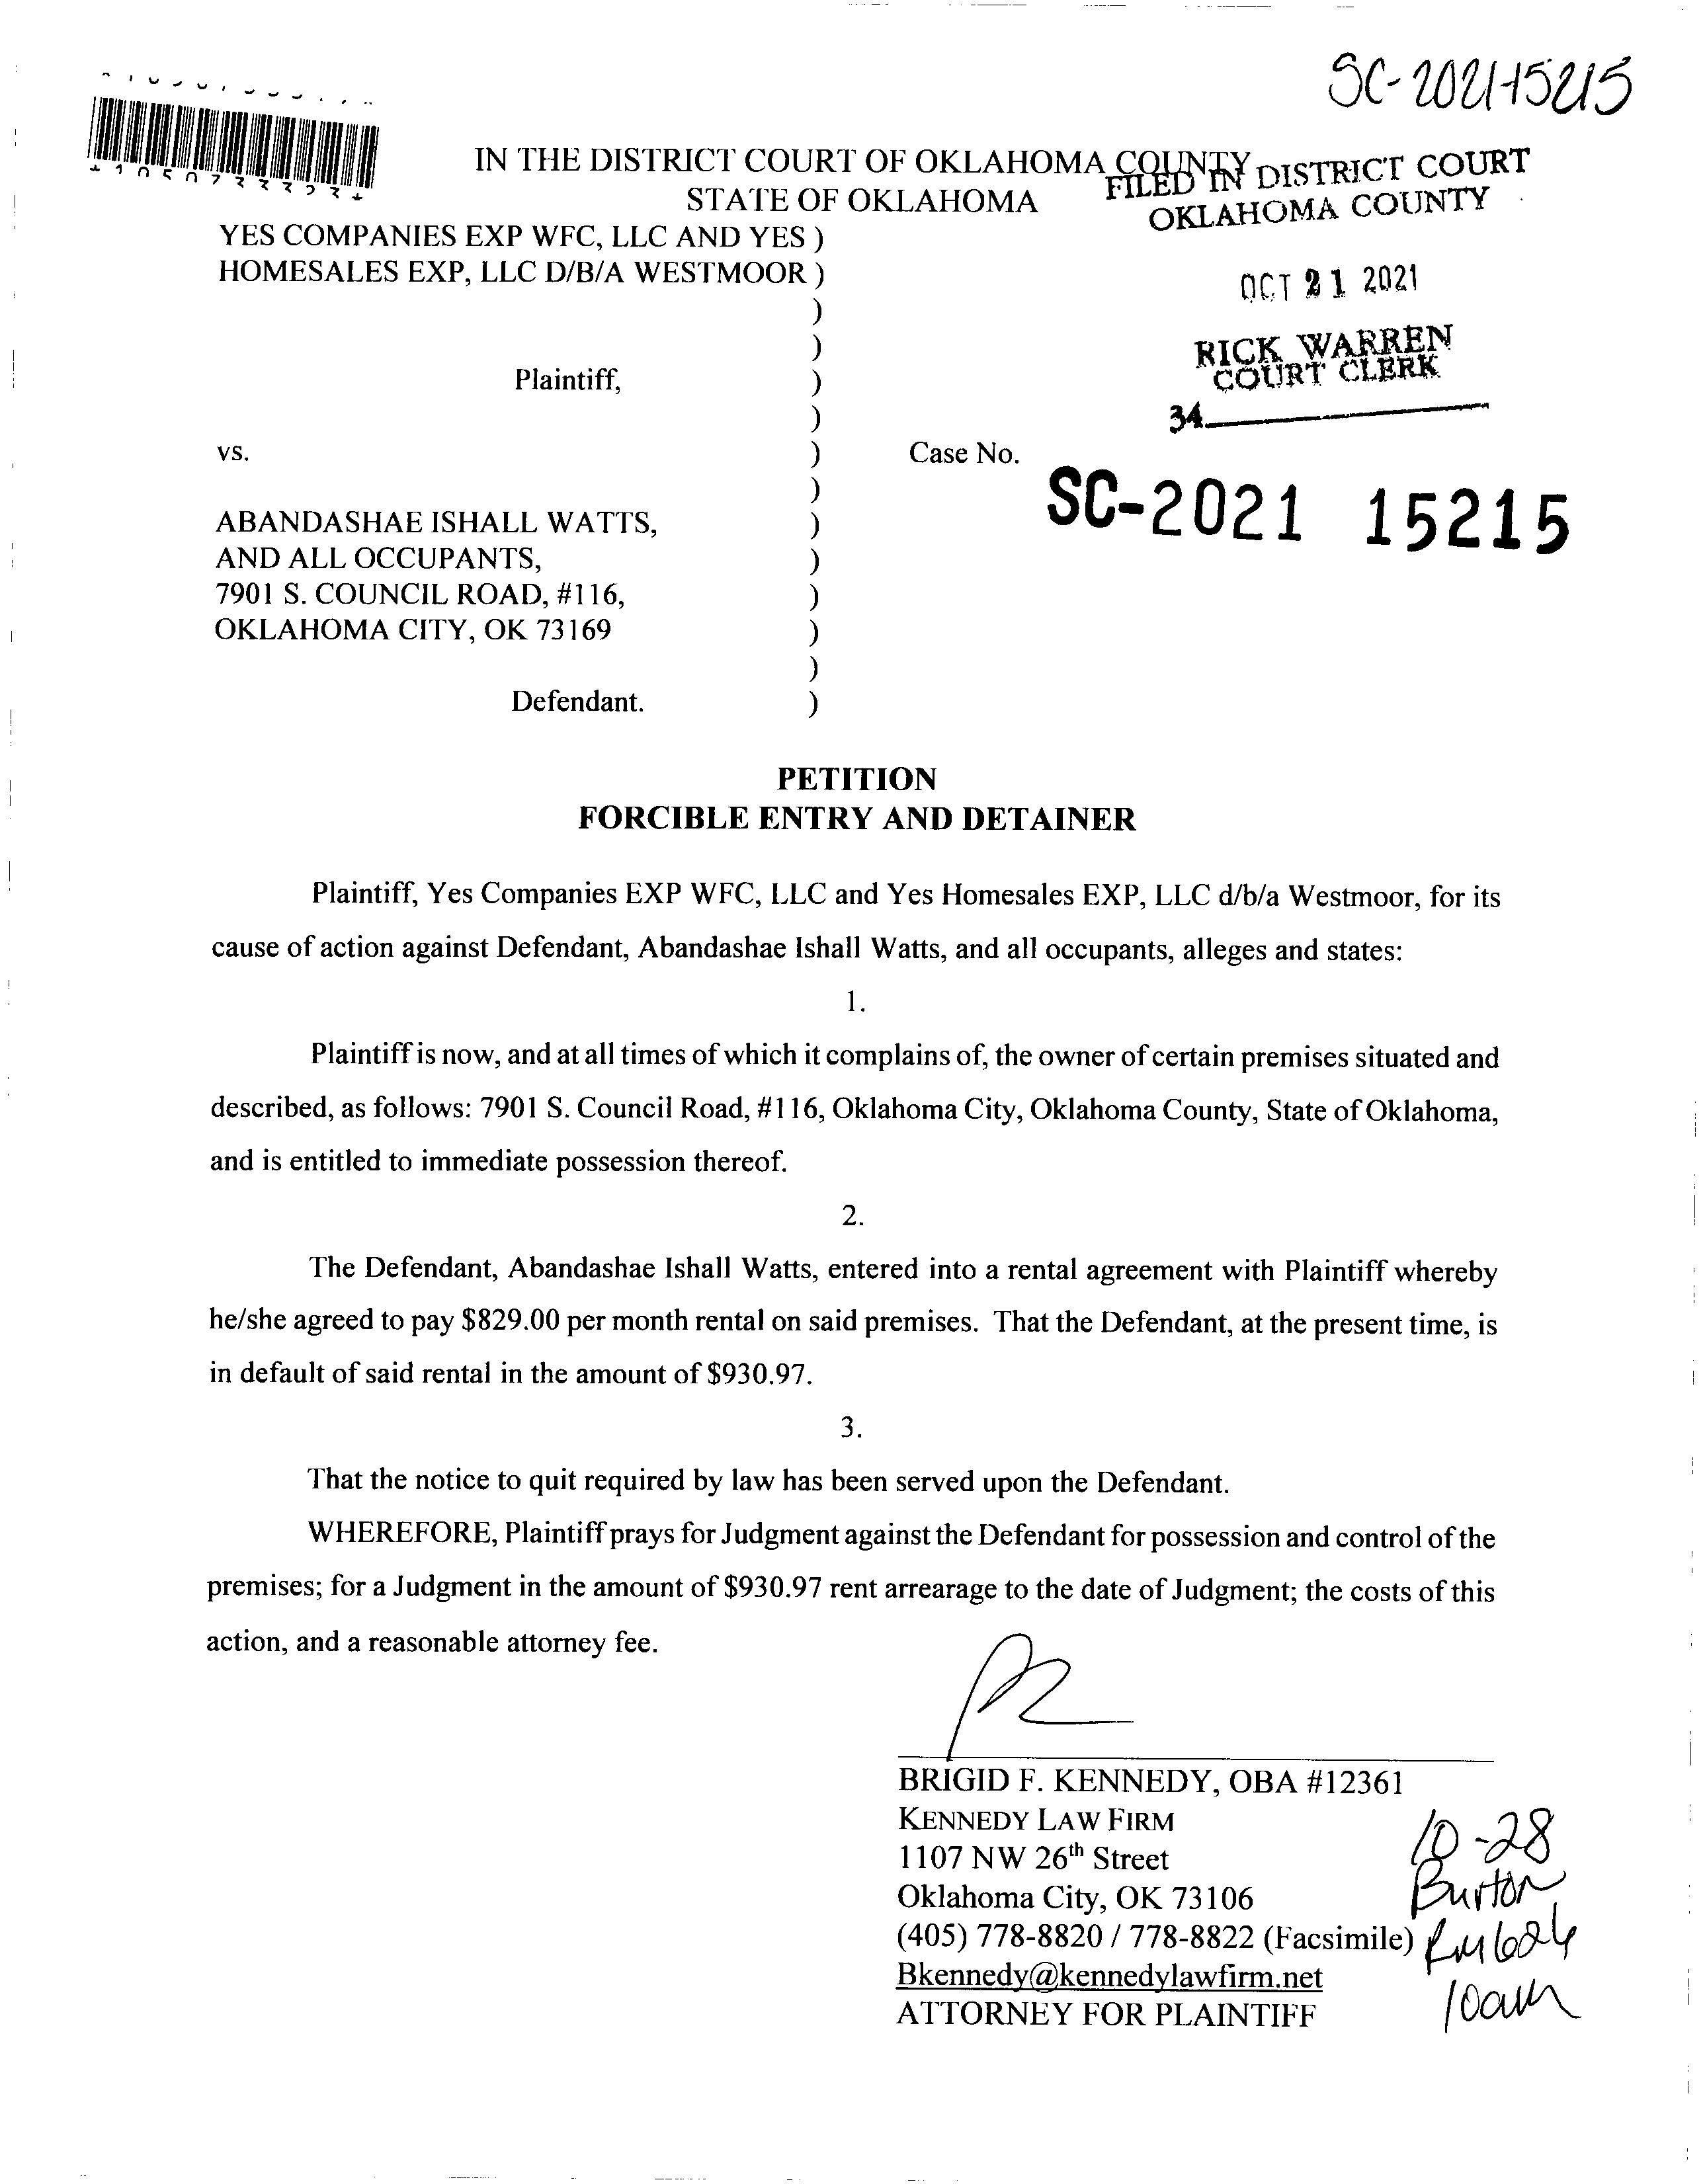 SC-2021-15215
IN THE DISTRICT COURT OF OKLAHOMA COUNTY
STATE OF OKLAHOMA
FILED IN DISTRICT COURT
OKLAHOMA COUNTY
OCT 21 2021
RICK WARREN
COURT CLERK
34
YES COMPANIES EXP WFC, LLC AND YES )
HOMESALES EXP, LLC D/B/A WESTMOOR )
)
)
Plaintiff, )
)
vs. ) Case No.
SC-2021 15215
)
ABANDASHAE ISHALL WATTS, )
AND ALL OCCUPANTS, )
7901 S. COUNCIL ROAD, #116, )
OKLAHOMA CITY, OK 73169 )
)
Defendant. )
PETITION
FORCIBLE ENTRY AND DETAINER
Plaintiff, Yes Companies EXP WFC, LLC and Yes Homesales EXP, LLC d/b/a Westmoor, for its
cause of action against Defendant, Abandashae Ishall Watts, and all occupants, alleges and states:
1.
Plaintiff is now, and at all times of which it complains of, the owner of certain premises situated and
described, as follows: 7901 S. Council Road, #116, Oklahoma City, Oklahoma County, State of Oklahoma,
and is entitled to immediate possession thereof.
2.
The Defendant, Abandashae Ishall Watts, entered into a rental agreement with Plaintiff whereby
he/she agreed to pay $829.00 per month rental on said premises. That the Defendant, at the present time, is
in default of said rental in the amount of $930.97.
3.
That the notice to quit required by law has been served upon the Defendant.
WHEREFORE, Plaintiff prays for Judgment against the Defendant for possession and control of the
premises; for a Judgment in the amount of $930.97 rent arrearage to the date of Judgment; the costs of this
action, and a reasonable attorney fee.
BRIGID F. KENNEDY, OBA #12361
KENNEDY LAW FIRM
1107 NW 26th Street
Oklahoma City, OK 73106
(405) 778-8820 / 778-8822 (Facsimile)
Bkennedy@kennedylawfirm.net
ATTORNEY FOR PLAINTIFF
10-28
Burton
Rm 624
10am